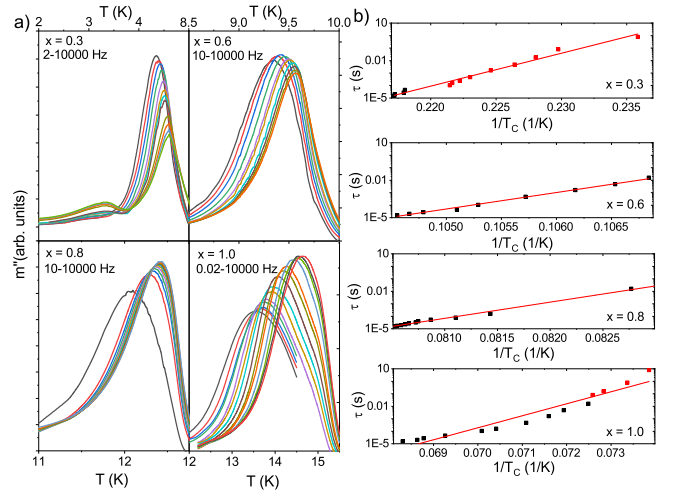 a)
T (K)
T (K)
b)
2 3 4 5 8.5 9.0 9.5 10.0
x = 0.3
2-10000 Hz
x = 0.6
10-10000 Hz
m"(arb. units)
x = 0.8
10-10000 Hz
x = 1.0
0.02-10000 Hz
11 12 12 13 14 15
T (K)
T (K)
10
0.01
1E-5
τ (s)
x = 0.3
0.220 0.225 0.230 0.235
1/T_C (1/K)
10
0.01
1E-5
τ (s)
x = 0.6
0.1050 0.1055 0.1060 0.1065
1/T_C (1/K)
10
0.01
1E-5
τ (s)
x = 0.8
0.0810 0.0815 0.0820 0.0825
1/T_C (1/K)
10
0.01
1E-5
τ (s)
x = 1.0
0.069 0.070 0.071 0.072 0.073
1/T_C (1/K)